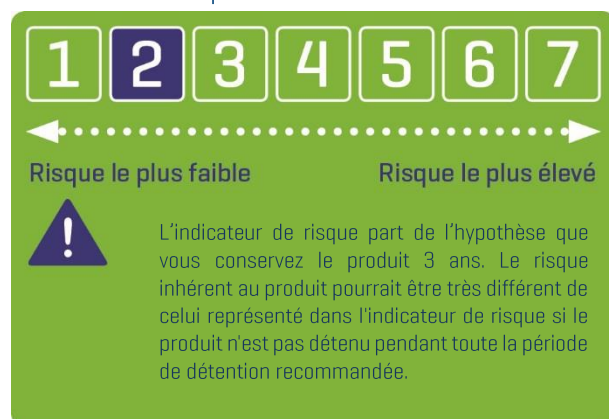 1 2 3 4 5 6 7
Risque le plus faible Risque le plus élevé
!
L'indicateur de risque part de l'hypothèse que
vous conservez le produit 3 ans. Le risque
inhérent au produit pourrait être très différent de
celui représenté dans l'indicateur de risque si le
produit n'est pas détenu pendant toute la période
de détention recommandée.